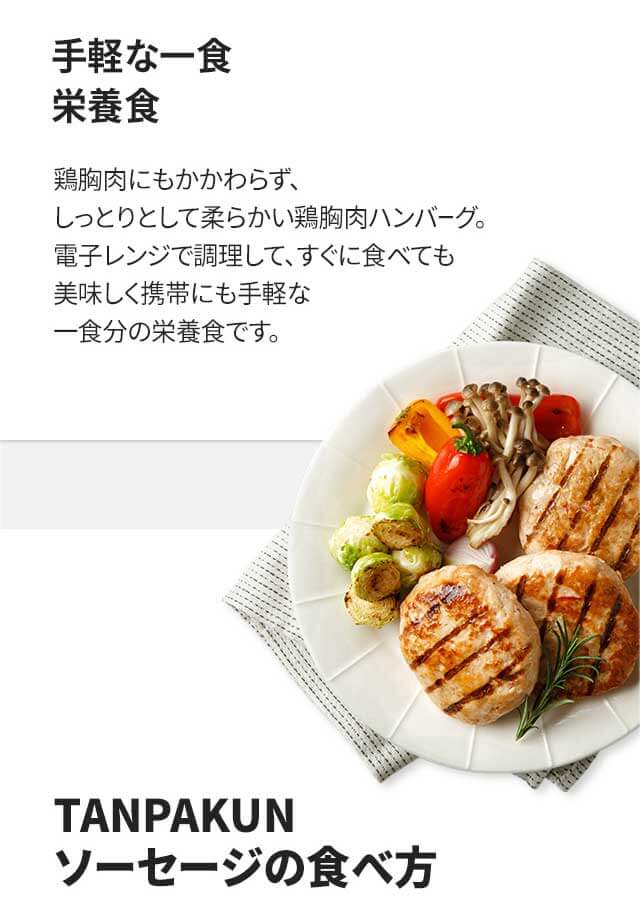 手軽な一食
栄養食
鶏胸肉にもかかわらず、
しっとりとして柔らかい鶏胸肉ハンバーグ。
電子レンジで調理して、すぐに食べても
美味しく携帯にも手軽な
一食分の栄養食です。
TANPAKUN
ソーセージの食べ方